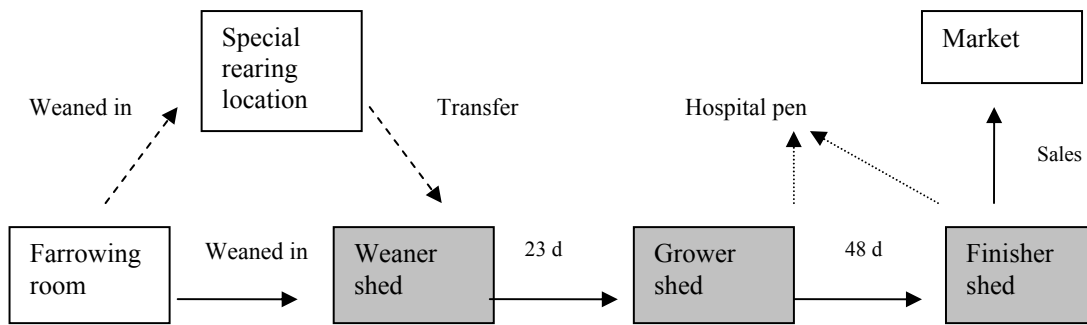 Special
rearing
location
Market
Weaned in
Transfer
Hospital pen
Sales
Farrowing
room
Weaned in
Weaner
shed
23 d
Grower
shed
48 d
Finisher
shed